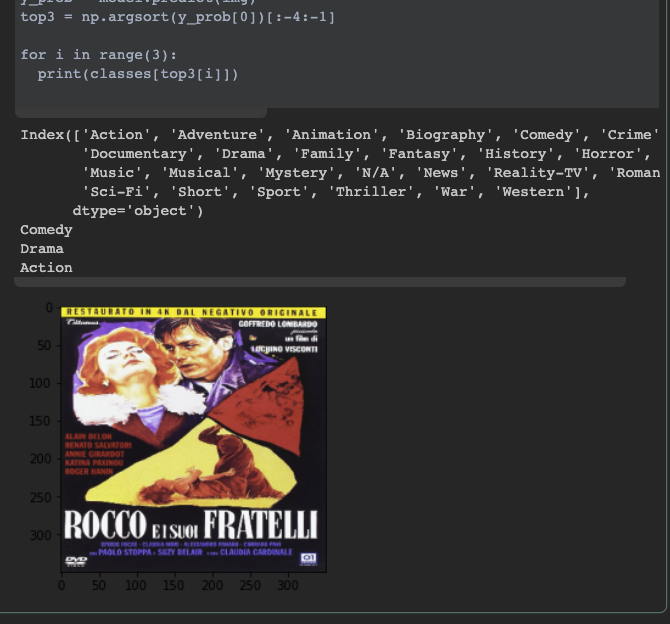 y_prob = model.predict(img)
top3 = np.argsort(y_prob[0])[:-4:-1]
for i in range(3):
print(classes[top3[i]])
Index(['Action', 'Adventure', 'Animation', 'Biography', 'Comedy', 'Crime'
'Documentary', 'Drama', 'Family', 'Fantasy', 'History', 'Horror',
'Music', 'Musical', 'Mystery', 'N/A', 'News', 'Reality-TV', 'Roman
'Sci-Fi', 'Short', 'Sport', 'Thriller', 'War', 'Western'],
dtype='object')
Comedy
Drama
Action
0
50
100
150
200
250
300
RESTAURATO IN 4K DAL NEGATIVO ORIGINALE
Titanus
GOFFREDO LOMBARDO
presenta
un film di
LUCHINO VISCONTI
ALAIN DELON
RENATO SALVATORI
ANNIE GIRARDOT
KATINA PAXINOU
ROGER HANIN
ROCCO E I SUOI FRATELLI
PAOLO STOPPA SUZY DELAIR CLAUDIA CARDINALE
DVD
01
0 50 100 150 200 250 300